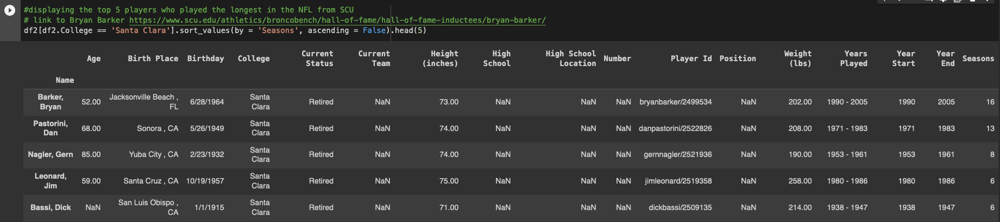 #displaying the top 5 players who played the longest in the NFL from SCU
# link to Bryan Barker https://www.scu.edu/athletics/broncobench/hall-of-fame/hall-of-fame-inductees/bryan-barker/
df2[df2.College == 'Santa Clara'].sort_values(by = 'Seasons', ascending = False).head(5)
Age Birth Place Birthday College Current Status Current Team Height (inches) High School High School Location Number Player Id Position Weight (lbs) Years Played Year Start Year End Seasons
Name
Barker, Bryan 52.00 Jacksonville Beach , FL 6/28/1964 Santa Clara Retired NaN 73.00 NaN NaN NaN bryanbarker/2499534 NaN 202.00 1990 - 2005 1990 2005 16
Pastorini, Dan 68.00 Sonora , CA 5/26/1949 Santa Clara Retired NaN 74.00 NaN NaN NaN danpastorini/2522826 NaN 208.00 1971 - 1983 1971 1983 13
Nagler, Gern 85.00 Yuba City , CA 2/23/1932 Santa Clara Retired NaN 74.00 NaN NaN NaN gernnagler/2521936 NaN 190.00 1953 - 1961 1953 1961 8
Leonard, Jim 59.00 Santa Cruz , CA 10/19/1957 Santa Clara Retired NaN 75.00 NaN NaN NaN jimleonard/2519358 NaN 258.00 1980 - 1986 1980 1986 6
Bassi, Dick NaN San Luis Obispo , CA 1/1/1915 Santa Clara Retired NaN 71.00 NaN NaN NaN dickbassi/2509135 NaN 214.00 1938 - 1947 1938 1947 6